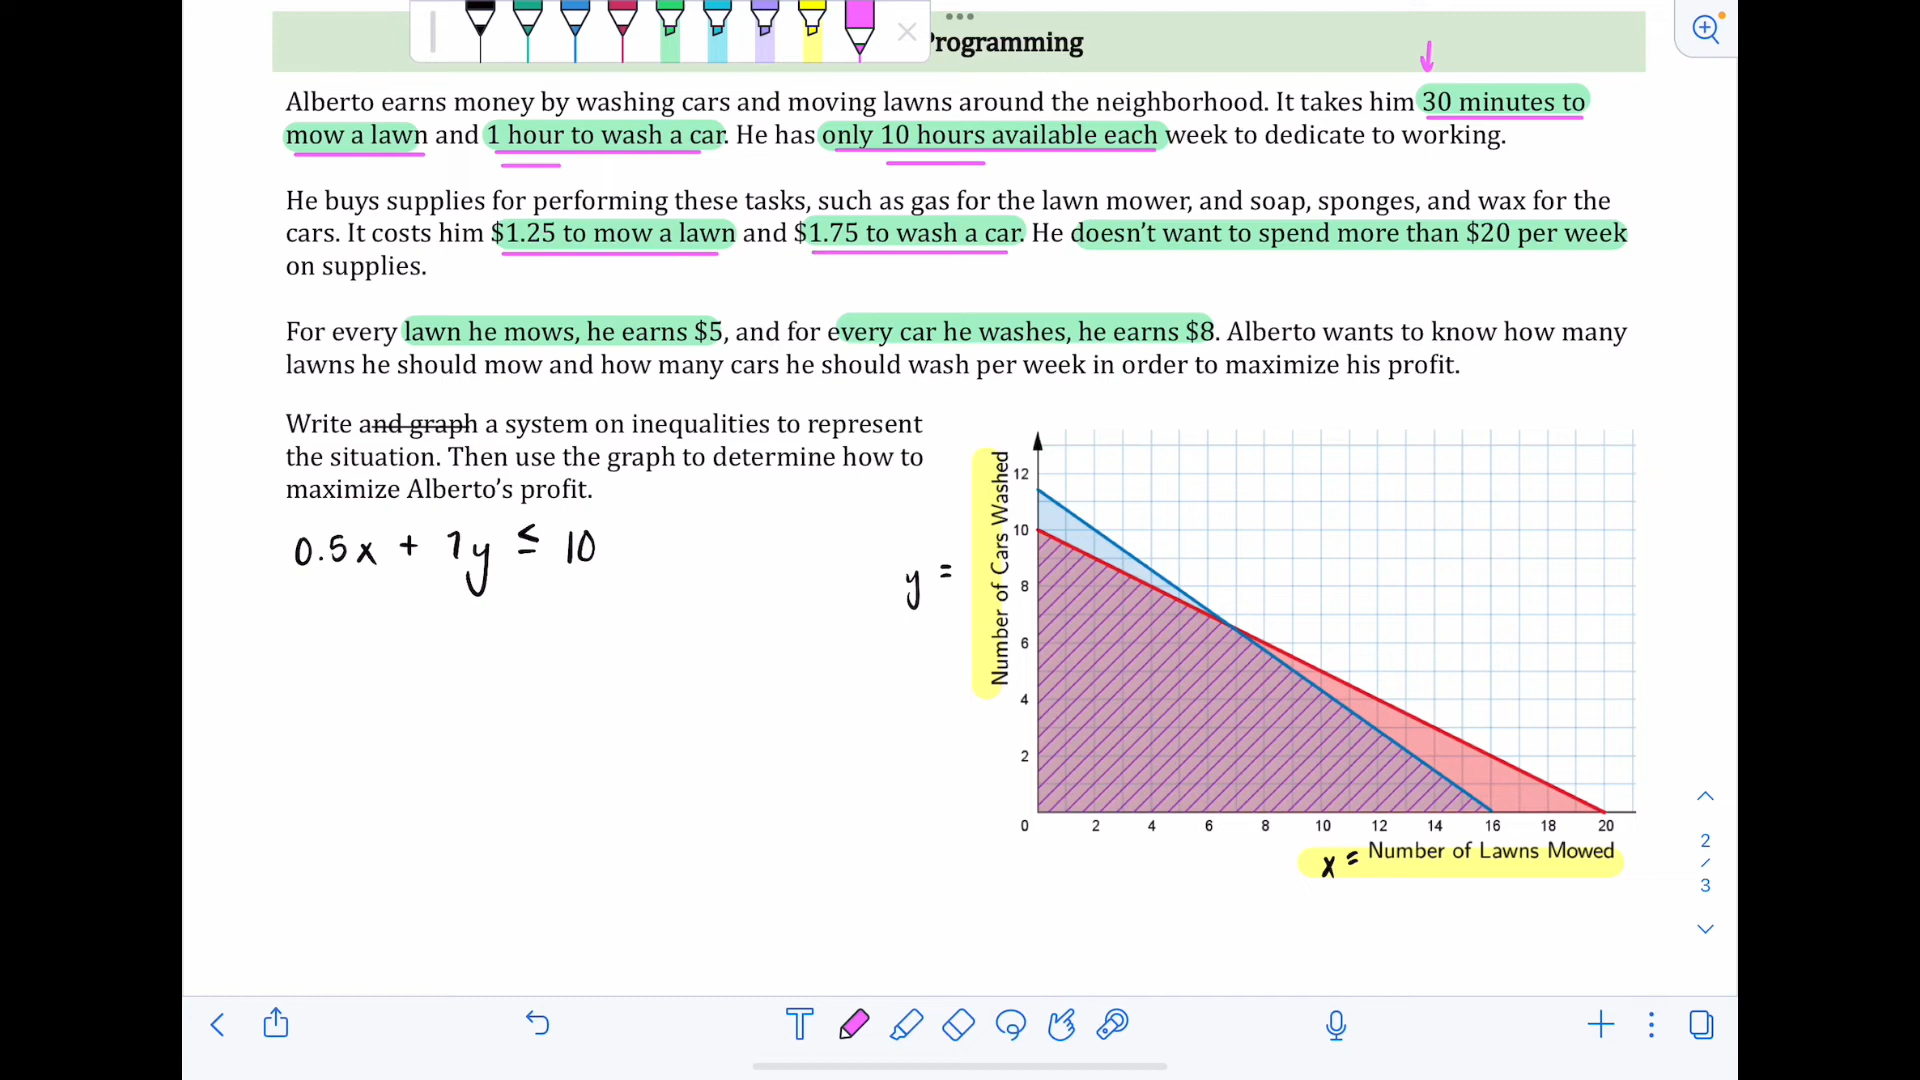 Programming
Alberto earns money by washing cars and moving lawns around the neighborhood. It takes him 30 minutes to
mow a lawn and 1 hour to wash a car. He has only 10 hours available each week to dedicate to working.
He buys supplies for performing these tasks, such as gas for the lawn mower, and soap, sponges, and wax for the
cars. It costs him $1.25 to mow a lawn and $1.75 to wash a car. He doesn’t want to spend more than $20 per week
on supplies.
For every lawn he mows, he earns $5, and for every car he washes, he earns $8. Alberto wants to know how many
lawns he should mow and how many cars he should wash per week in order to maximize his profit.
Write and graph a system on inequalities to represent
the situation. Then use the graph to determine how to
maximize Alberto’s profit.
0.5x + 1y ≤ 10
y =
Number of Cars Washed
12
10
8
6
4
2
0 2 4 6 8 10 12 14 16 18 20
x = Number of Lawns Mowed
2
/
3
T